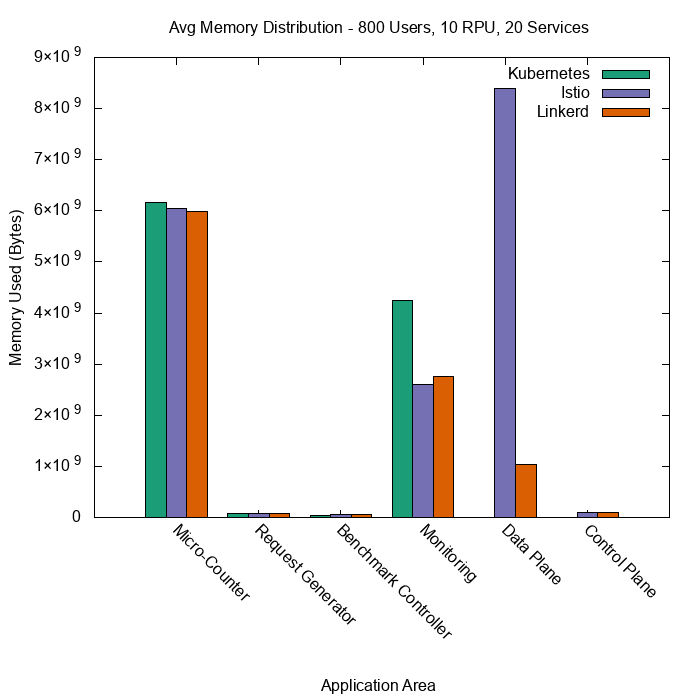 Avg Memory Distribution - 800 Users, 10 RPU, 20 Services
Kubernetes
Istio
Linkerd
9×10 9
8×10 9
7×10 9
6×10 9
5×10 9
4×10 9
3×10 9
2×10 9
1×10 9
0
Memory Used (Bytes)
Micro-Counter
Request Generator
Benchmark Controller
Monitoring
Data Plane
Control Plane
Application Area